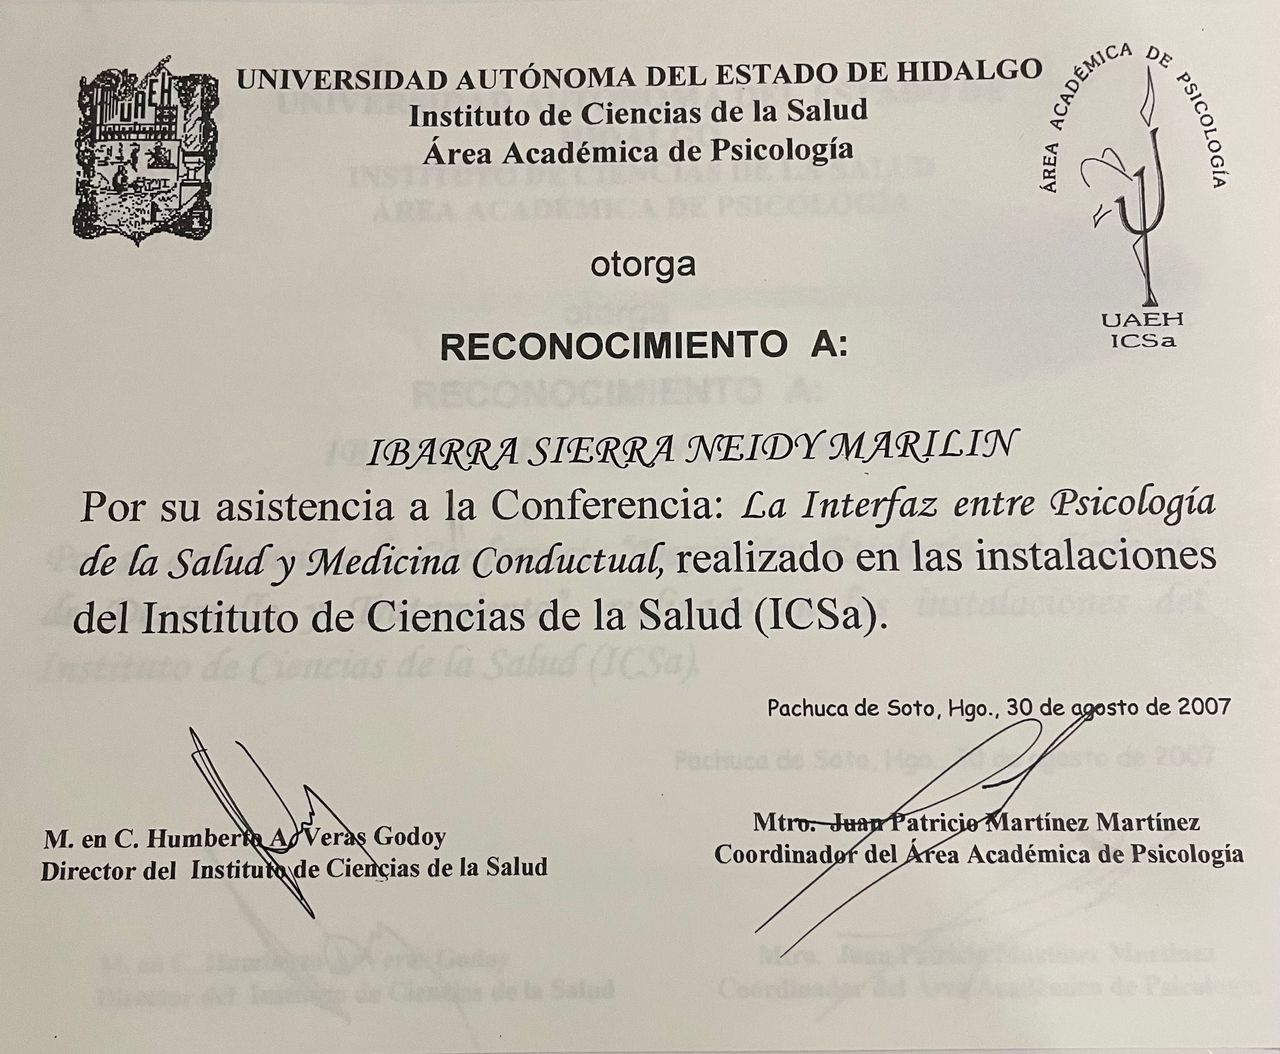 UNIVERSIDAD AUTÓNOMA DEL ESTADO DE HIDALGO
Instituto de Ciencias de la Salud
Área Académica de Psicología
ÁREA ACADÉMICA DE PSICOLOGÍA
UAEH
ICSa
otorga
RECONOCIMIENTO A:
IBARRA SIERRA NEIDY MARILIN
Por su asistencia a la Conferencia: La Interfaz entre Psicología
de la Salud y Medicina Conductual, realizado en las instalaciones
del Instituto de Ciencias de la Salud (ICSa).
Pachuca de Soto, Hgo., 30 de agosto de 2007
M. en C. Humberto A. Veras Godoy
Director del Instituto de Ciencias de la Salud
Mtro. Juan Patricio Martínez Martínez
Coordinador del Área Académica de Psicología